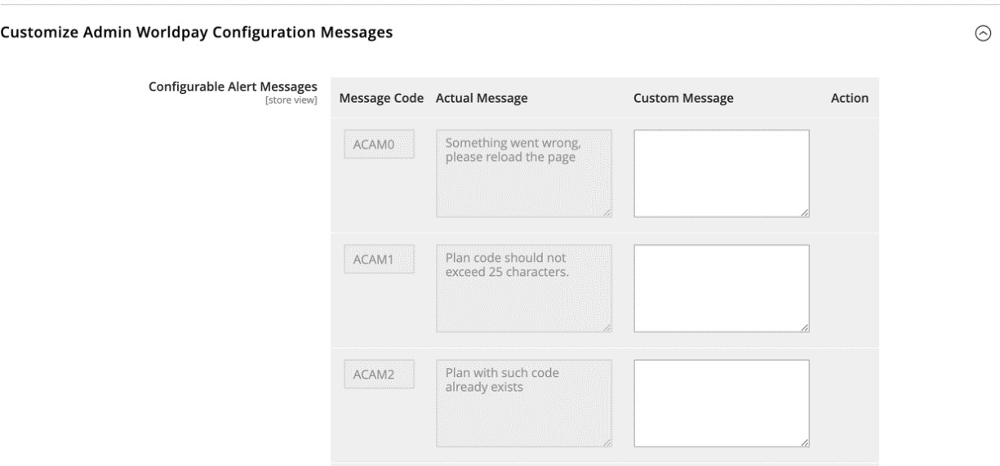 Customize Admin Worldpay Configuration Messages
Configurable Alert Messages
[store view]
Message Code Actual Message Custom Message Action
ACAM0
Something went wrong,
please reload the page
ACAM1
Plan code should not
exceed 25 characters.
ACAM2
Plan with such code
already exists